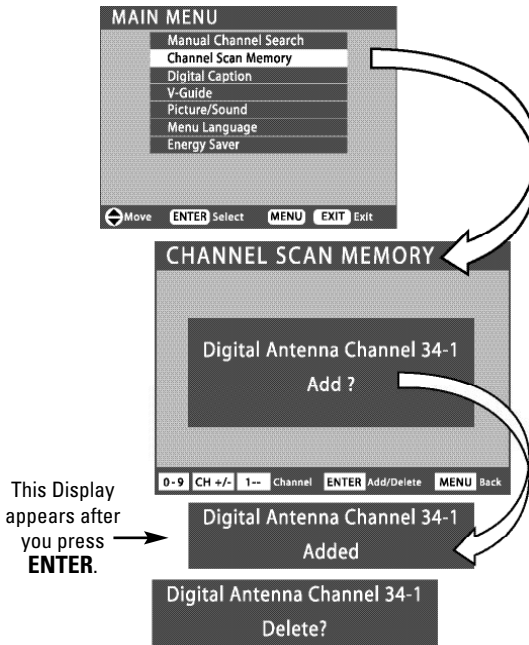 MAIN MENU
Manual Channel Search
Channel Scan Memory
Digital Caption
V-Guide
Picture/Sound
Menu Language
Energy Saver
Move ENTER Select MENU EXIT Exit
CHANNEL SCAN MEMORY
Digital Antenna Channel 34-1
Add ?
0-9 CH +/- 1-- Channel ENTER Add/Delete MENU Back
This Display
appears after
you press
ENTER.
Digital Antenna Channel 34-1
Added
Digital Antenna Channel 34-1
Delete?